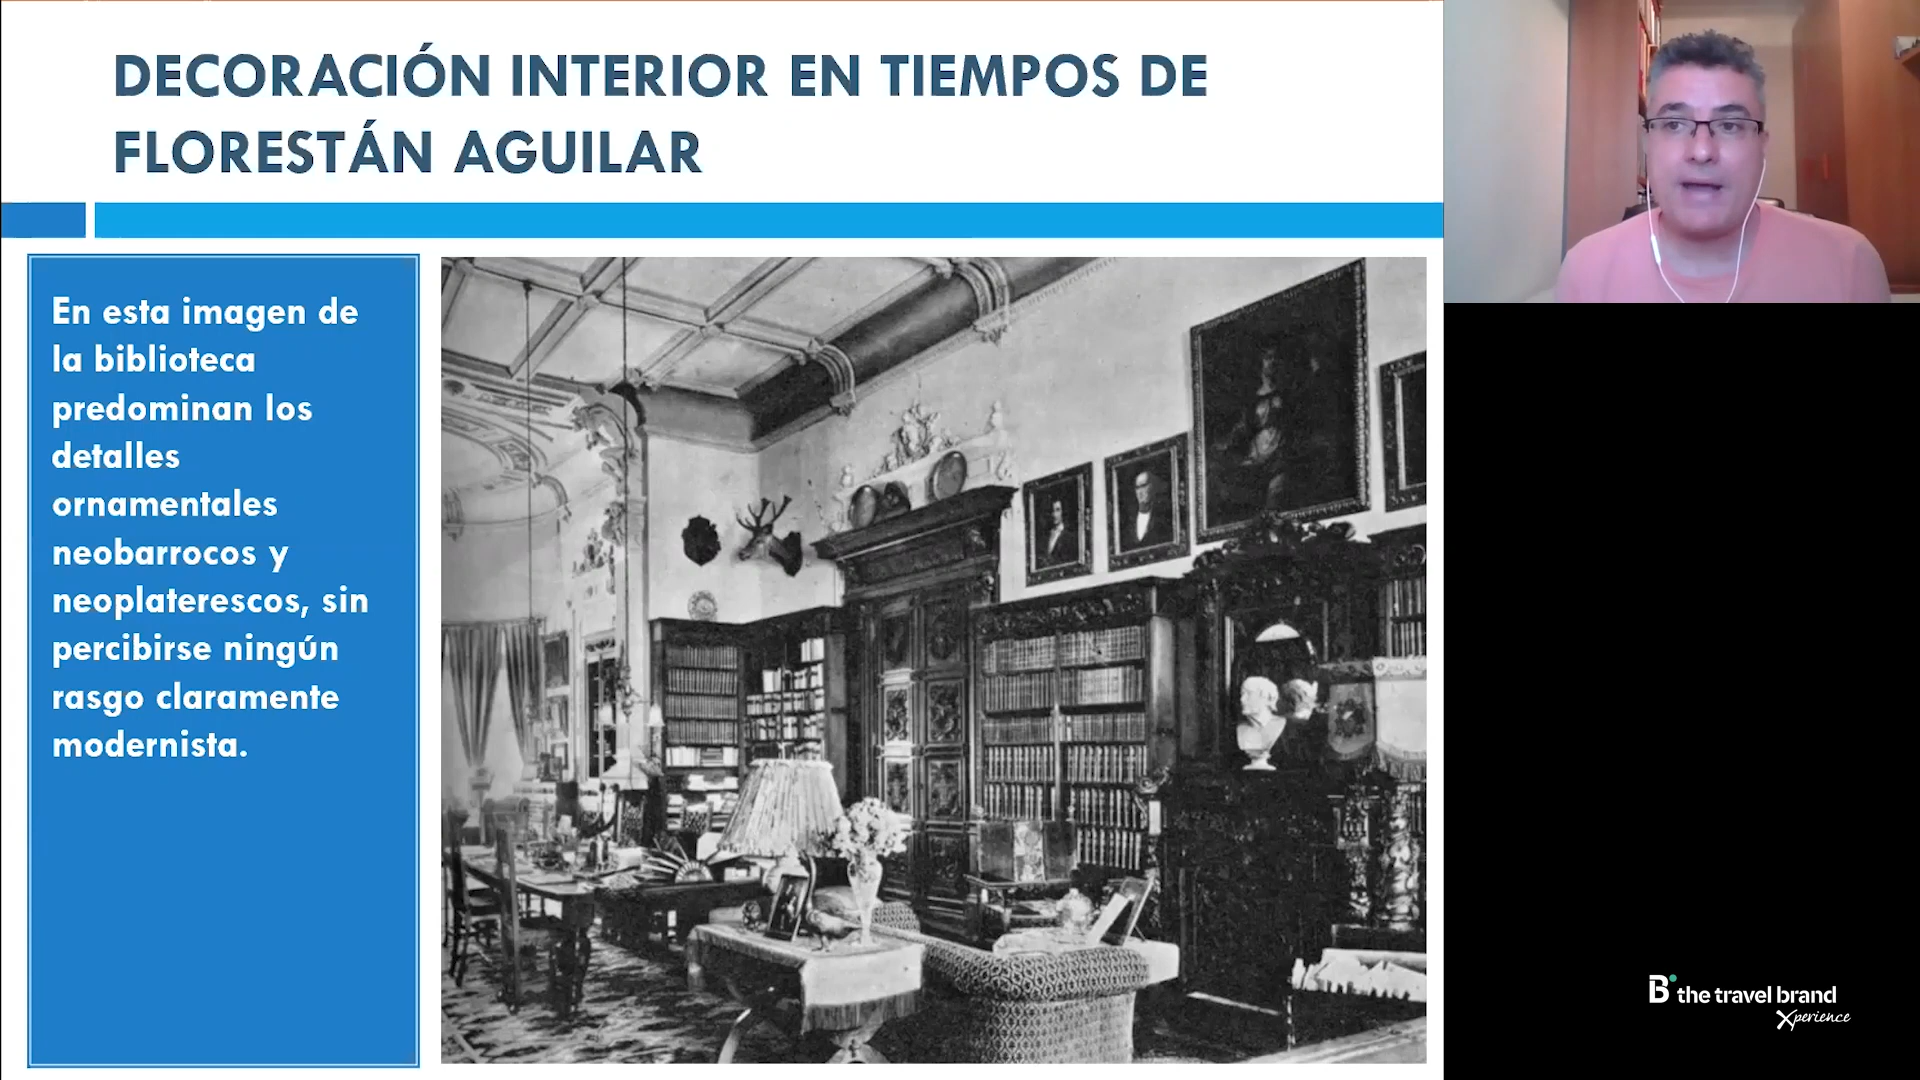 DECORACIÓN INTERIOR EN TIEMPOS DE
FLORESTÁN AGUILAR
En esta imagen de
la biblioteca
predominan los
detalles
ornamentales
neobarrocos y
neoplaterescos, sin
percibirse ningún
rasgo claramente
modernista.
B the travel brand
Xperience